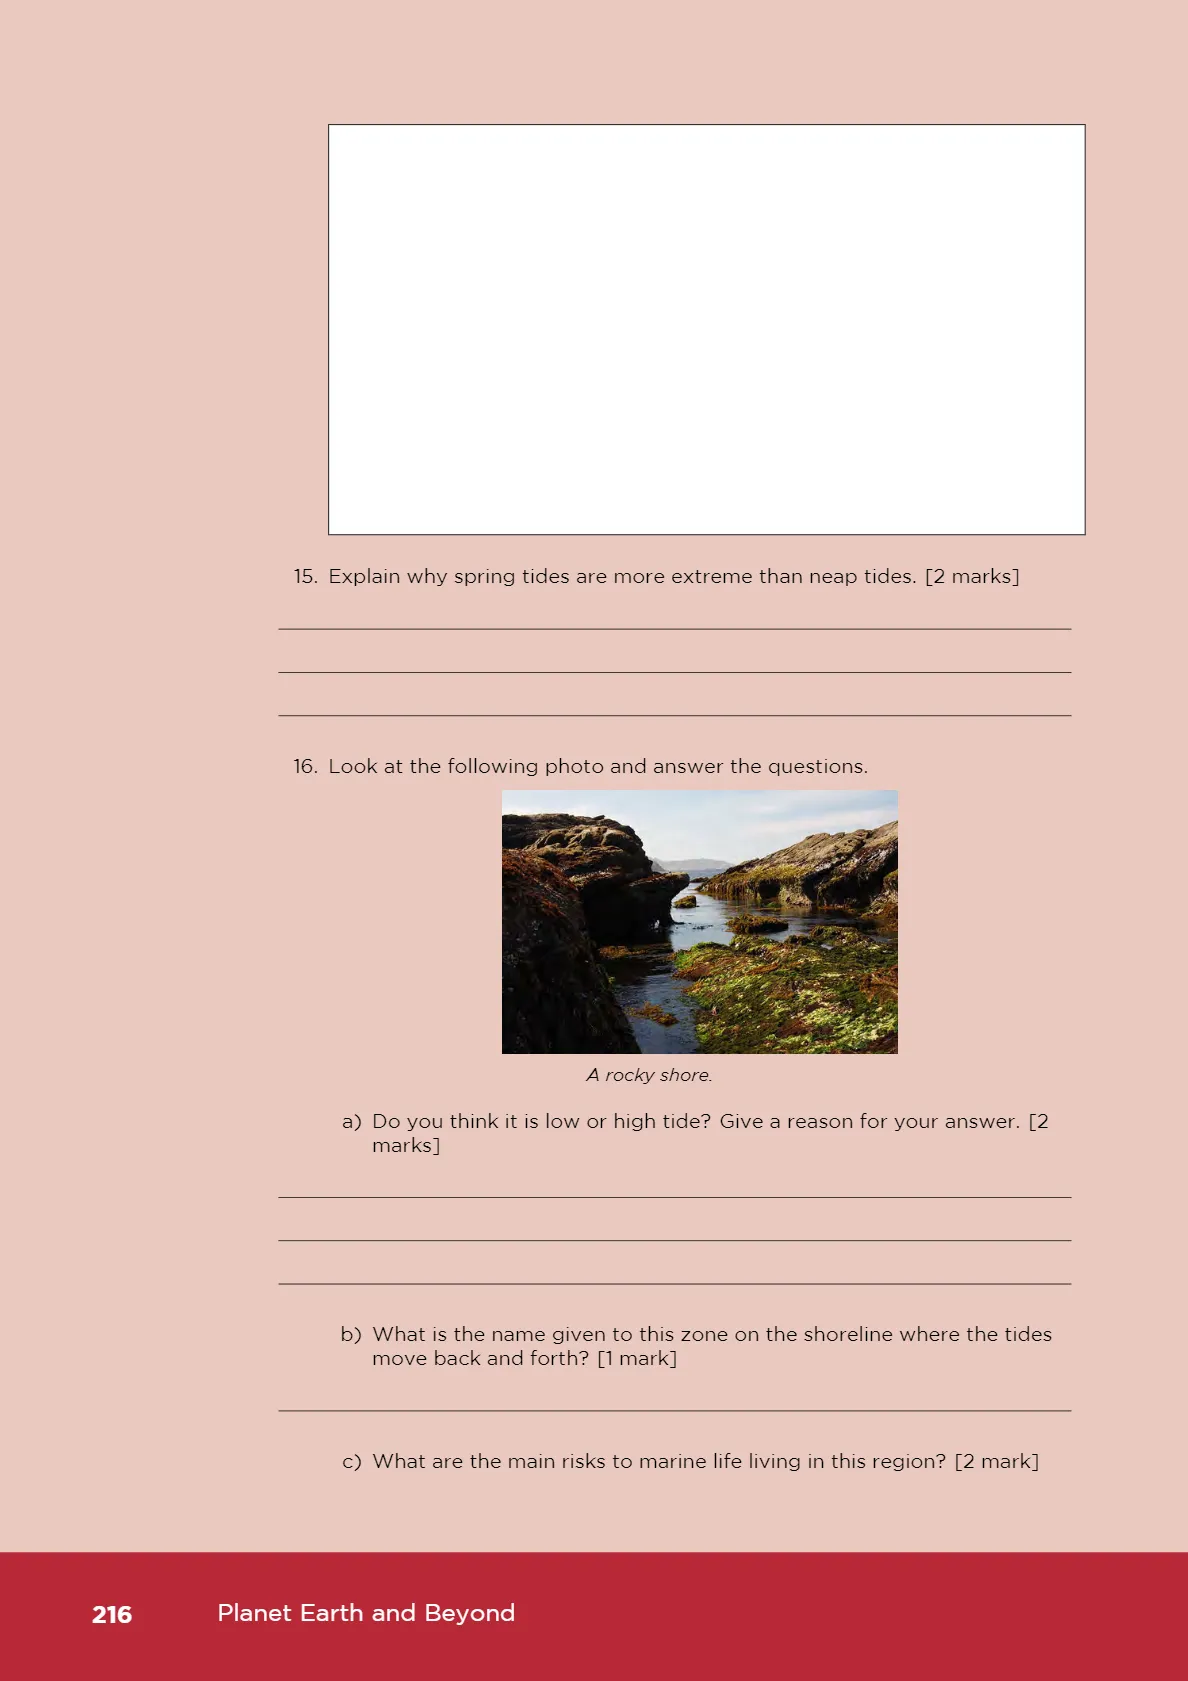 15. Explain why spring tides are more extreme than neap tides. [2 marks]
16. Look at the following photo and answer the questions.
A rocky shore.
a) Do you think it is low or high tide? Give a reason for your answer. [2
marks]
b) What is the name given to this zone on the shoreline where the tides
move back and forth? [1 mark]
c) What are the main risks to marine life living in this region? [2 mark]
216 Planet Earth and Beyond